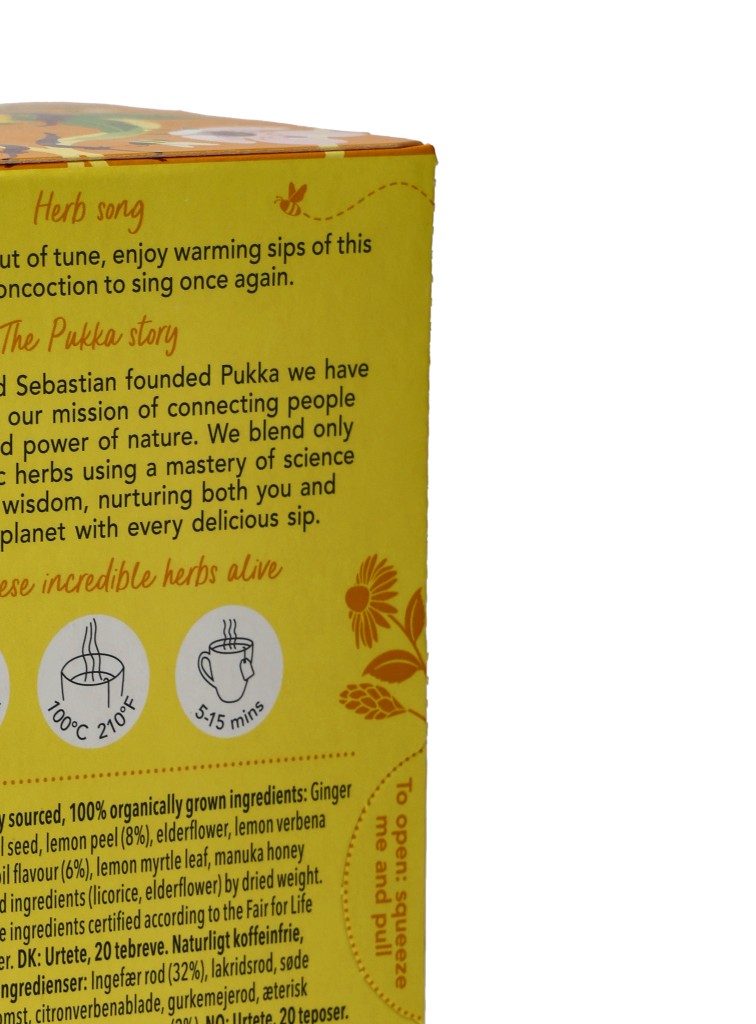 Herb song
ut of tune, enjoy warming sips of this
oncoction to sing once again.
The Pukka story
d Sebastian founded Pukka we have
our mission of connecting people
d power of nature. We blend only
c herbs using a mastery of science
wisdom, nurturing both you and
planet with every delicious sip.
ese incredible herbs alive
100°C 210°F
5-15 mins
y sourced, 100% organically grown ingredients: Ginger
l seed, lemon peel (8%), elderflower, lemon verbena
oil flavour (6%), lemon myrtle leaf, manuka honey
d ingredients (licorice, elderflower) by dried weight.
e ingredients certified according to the Fair for Life
er. DK: Urtete, 20 tebreve. Naturligt koffeinfrie,
ngredienser: Ingefær rod (32%), lakridsrod, søde
omst, citronverbenablade, gurkemejerod, æterisk
NO: Urtete, 20 teposer.
To open: squeeze
me and pull